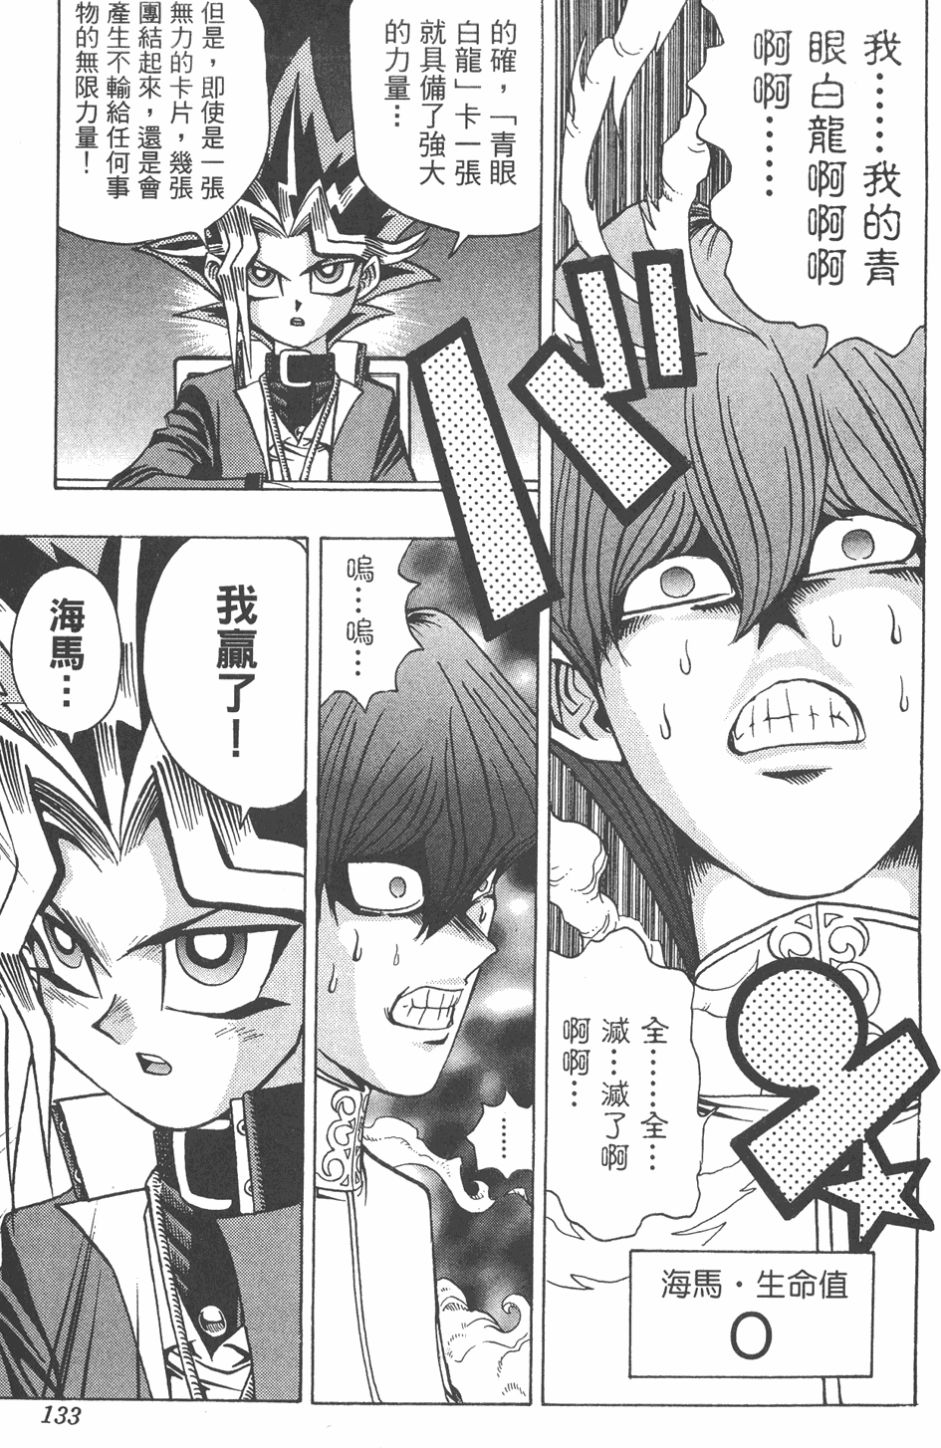 我……我的青
眼白龍啊啊啊
啊啊……
全……全…
滅…滅了啊
啊啊…
海馬・生命值
0
的確，「青眼
白龍」卡一張
就具備了強大
的力量…
但是，即使是一張
無力的卡片，幾張
團結起來，還是會
產生不輸給任何事
物的無限力量！
嗚…嗚…
……
我贏了！
海馬…
133